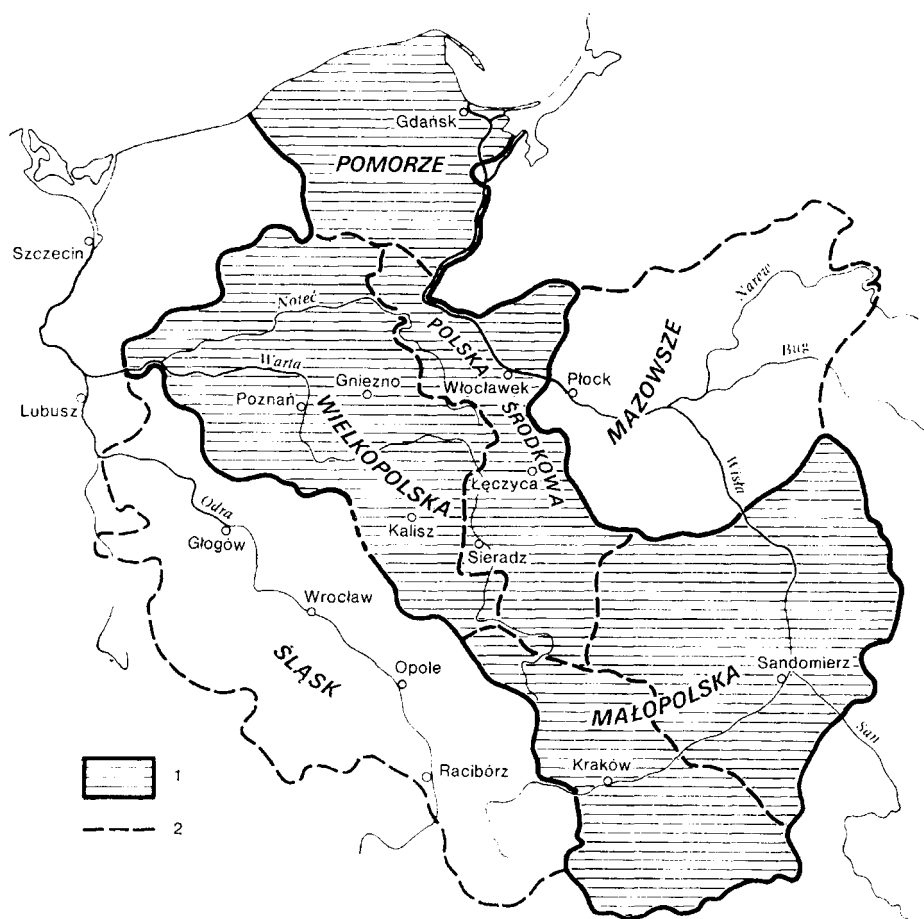 Gdańsk
POMORZE
Szczecin
Noteć
Narew
POLSKA
Bug
Warta
Gniezno
Włocławek
Płock
MAZOWSZE
Lubusz
Poznań
WIELKOPOLSKA
ŚRODKOWA
Łęczyca
Wisła
Odra
Głogów
Kalisz
Sieradz
Wrocław
ŚLĄSK
Opole
Sandomierz
MAŁOPOLSKA
San
Kraków
Racibórz
1
2